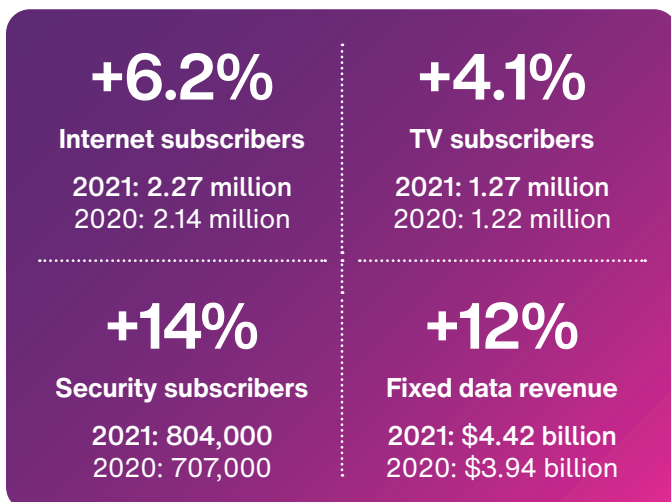 +6.2%
Internet subscribers
2021: 2.27 million
2020: 2.14 million
+4.1%
TV subscribers
2021: 1.27 million
2020: 1.22 million
+14%
Security subscribers
2021: 804,000
2020: 707,000
+12%
Fixed data revenue
2021: $4.42 billion
2020: $3.94 billion